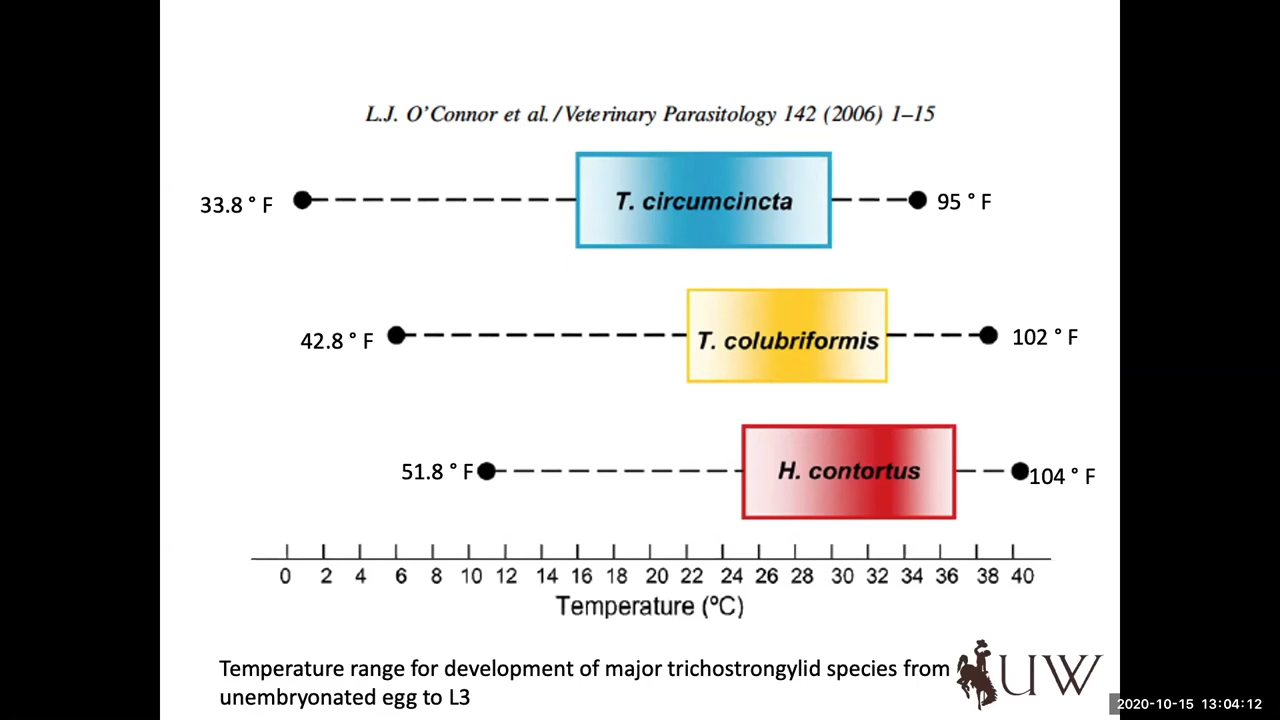 L.J. O'Connor et al. / Veterinary Parasitology 142 (2006) 1–15
33.8 ° F
T. circumcincta
95 ° F
42.8 ° F
T. colubriformis
102 ° F
51.8 ° F
H. contortus
104 ° F
0 2 4 6 8 10 12 14 16 18 20 22 24 26 28 30 32 34 36 38 40
Temperature (ºC)
Temperature range for development of major trichostrongylid species from
unembryonated egg to L3
UW
2020-10-15 13:04:12